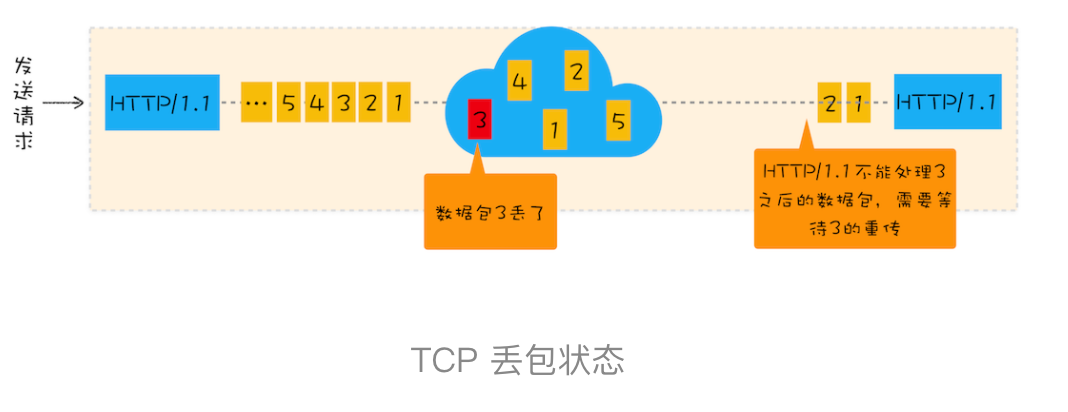 发送请求
HTTP/1.1
… 5 4 3 2 1
4
2
3
1
5
2 1
HTTP/1.1
数据包3丢了
HTTP/1.1不能处理3
之后的数据包，需要等
待3的重传
TCP 丢包状态